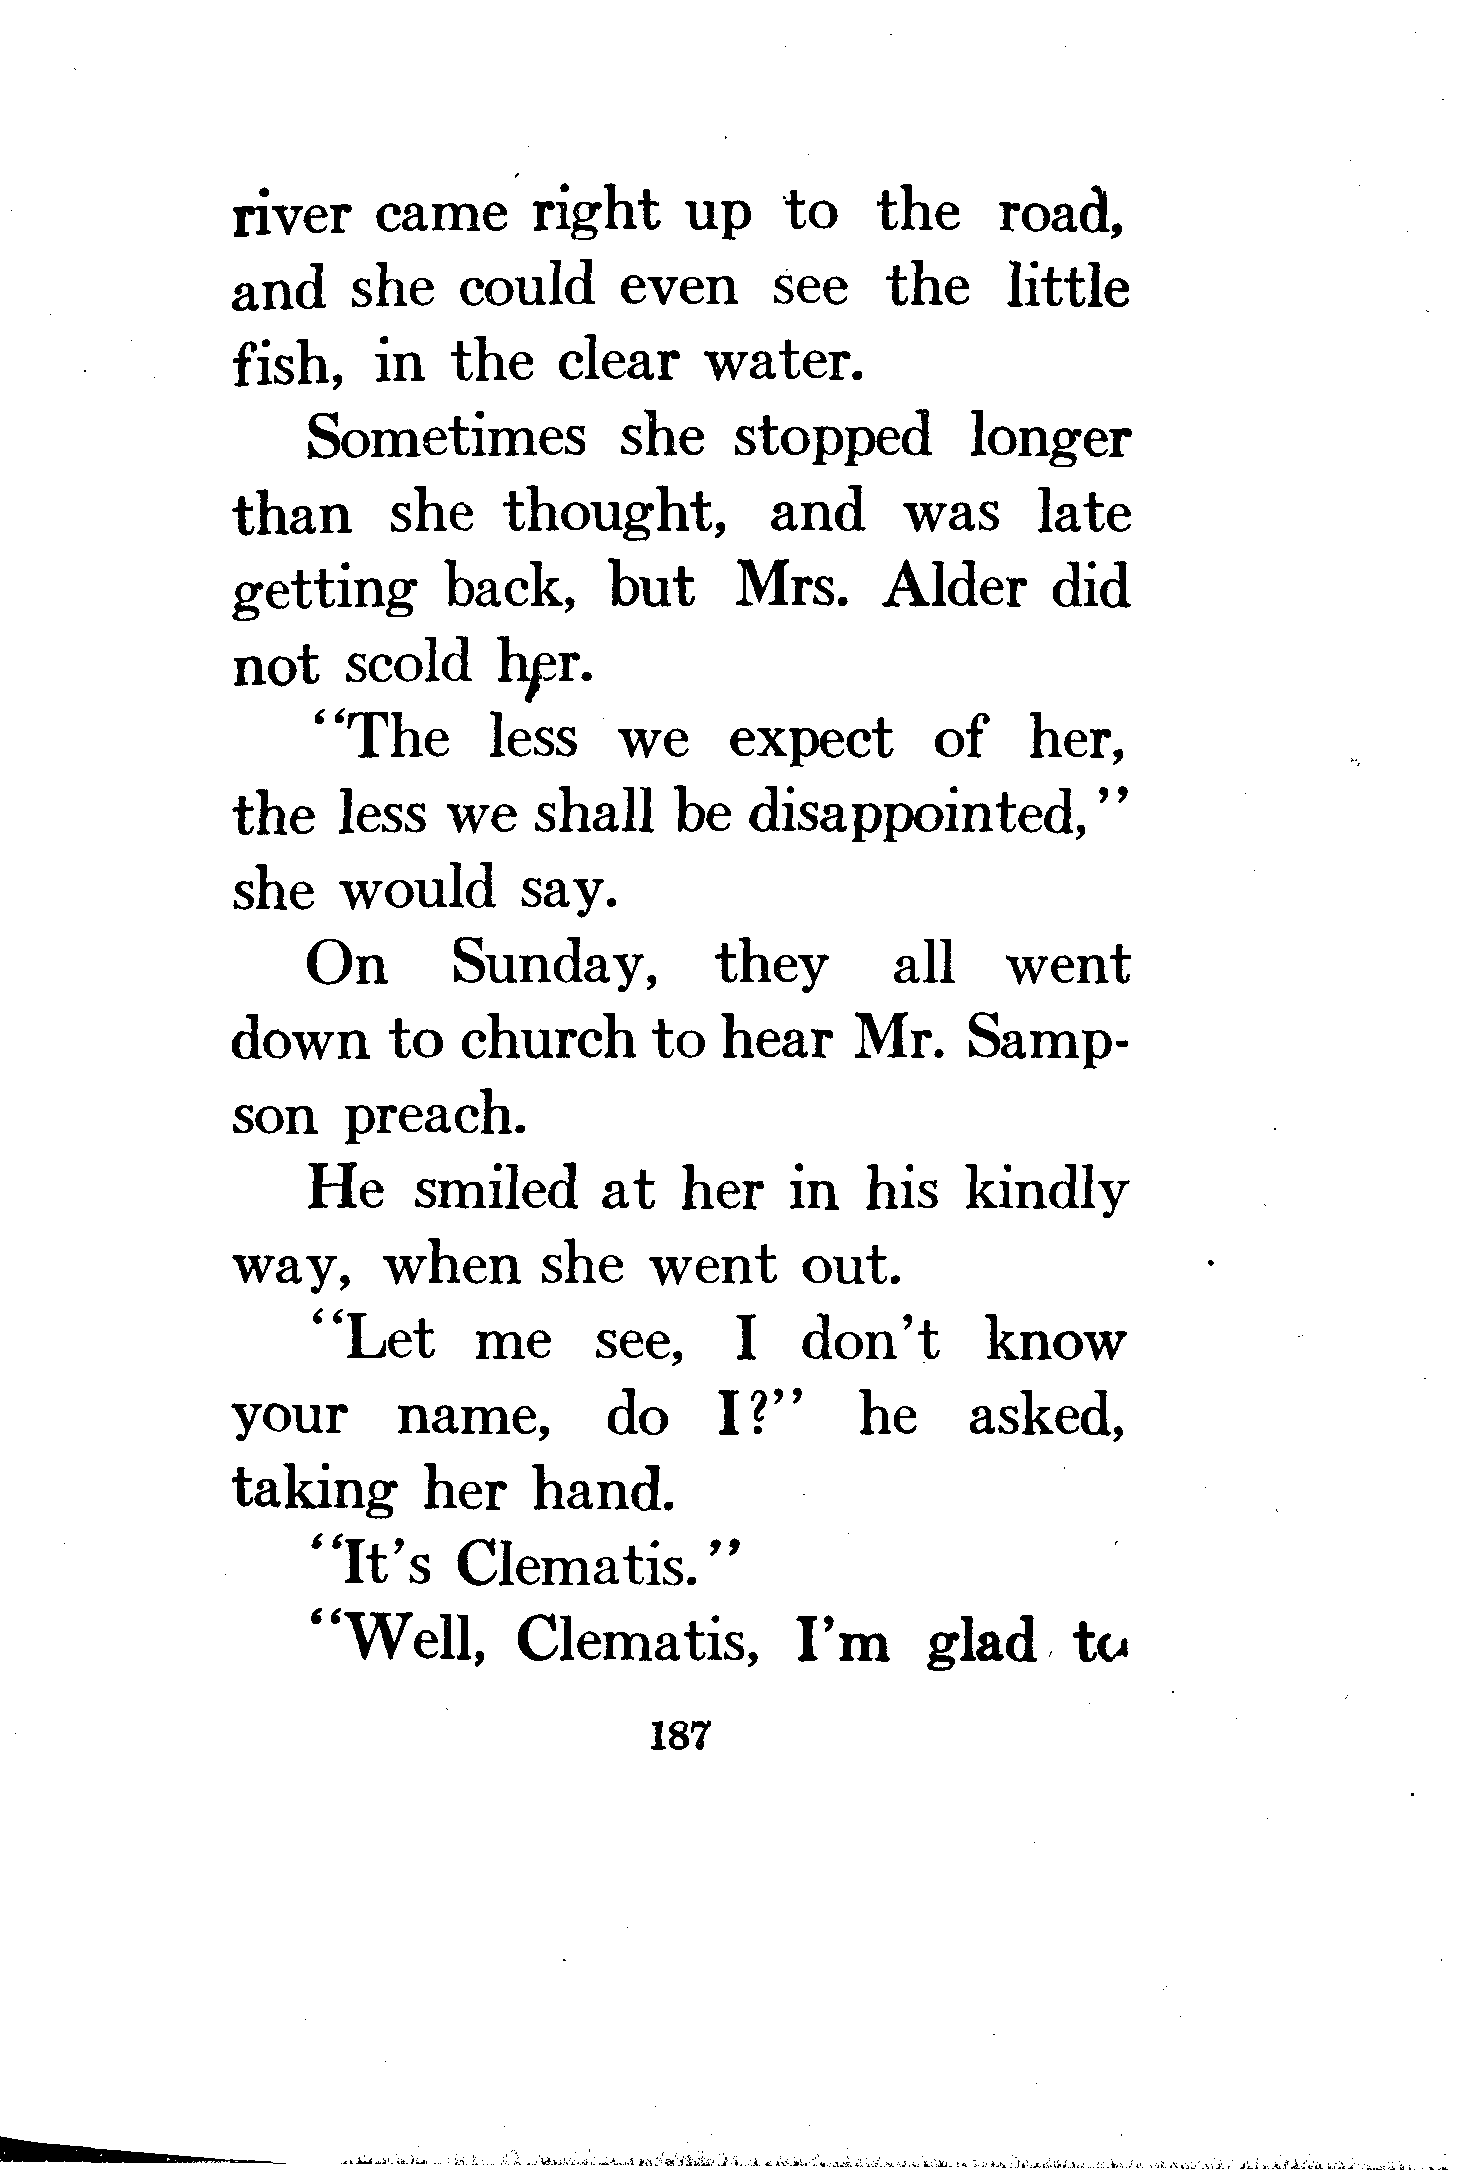 river came right up to the road,
and she could even see the little
fish, in the clear water.
Sometimes she stopped longer
than she thought, and was late
getting back, but Mrs. Alder did
not scold her.
"The less we expect of her,
the less we shall be disappointed,"
she would say.
On Sunday, they all went
down to church to hear Mr. Samp-
son preach.
He smiled at her in his kindly
way, when she went out.
"Let me see, I don't know
your name, do I?" he asked,
taking her hand.
"It's Clematis."
"Well, Clematis, I'm glad to
187